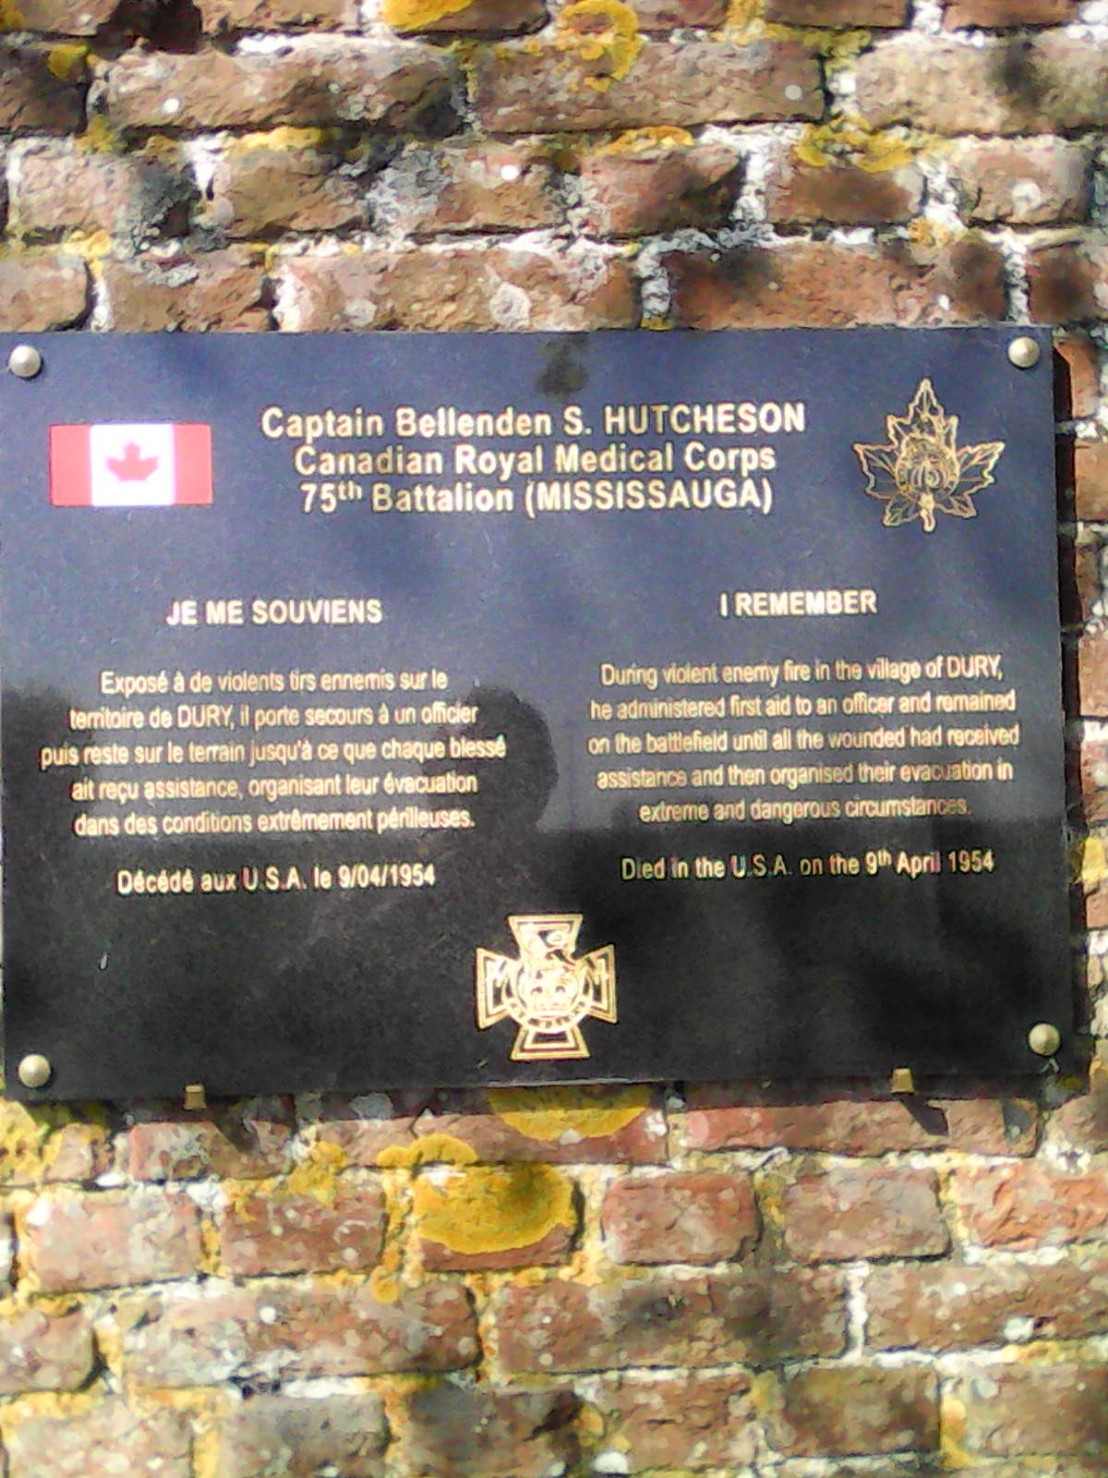 Captain Bellenden S. HUTCHESON
Canadian Royal Medical Corps
75th Battalion (MISSISSAUGA)
JE ME SOUVIENS
Exposé à de violents tirs ennemis sur le
territoire de DURY, il porte secours à un officier
puis reste sur le terrain jusqu'à ce que chaque blessé
ait reçu assistance, organisant leur évacuation
dans des conditions extrêmement périlleuses.
Décédé aux U.S.A. le 9/04/1954
I REMEMBER
During violent enemy fire in the village of DURY,
he administered first aid to an officer and remained
on the battlefield until all the wounded had received
assistance and then organised their evacuation in
extreme and dangerous circumstances.
Died in the U.S.A. on the 9th April 1954